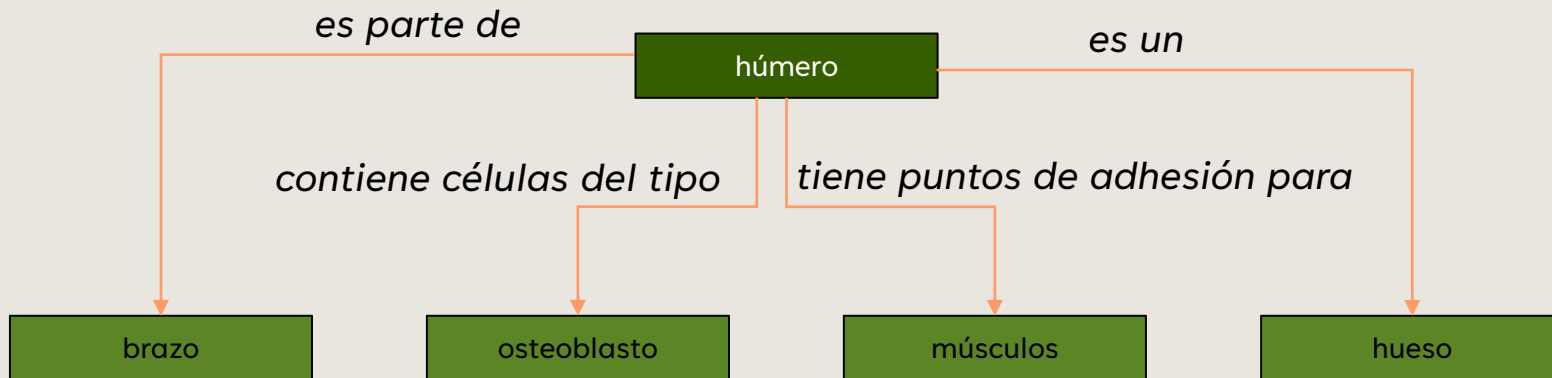 es parte de
húmero
es un
contiene células del tipo
tiene puntos de adhesión para
brazo
osteoblasto
músculos
hueso